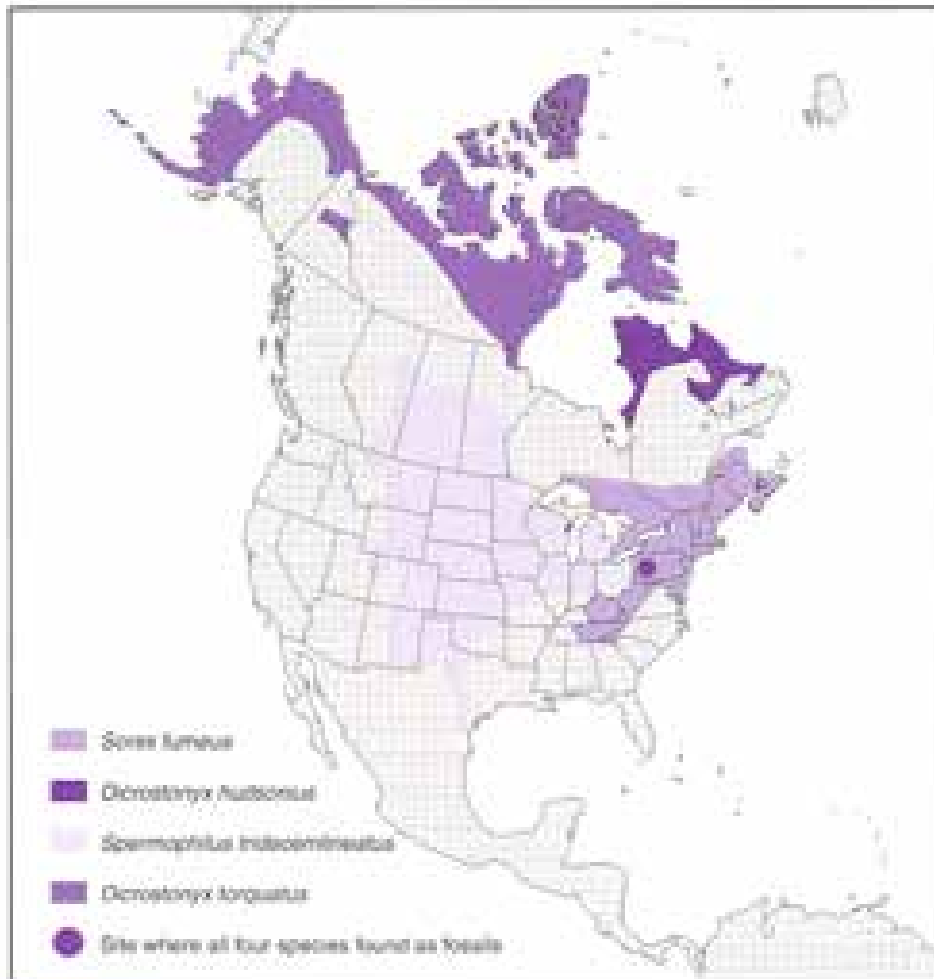 Sorex fumeus
Dicrostonyx hudsonius
Spermophilus tridecemlineatus
Dicrostonyx torquatus
Site where all four species found as fossils